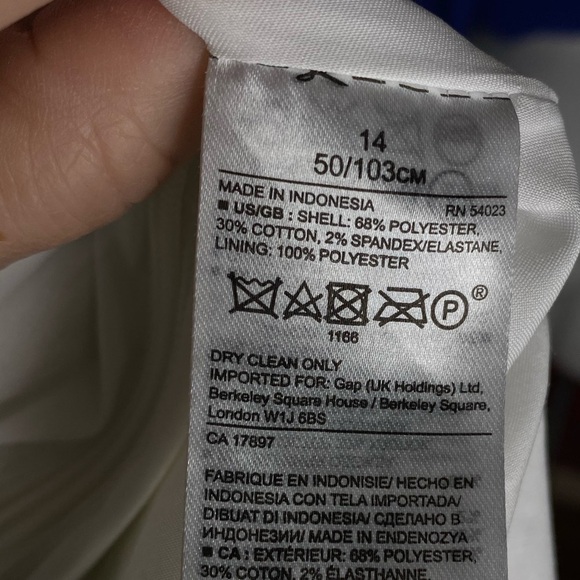 14
50/103CM
MADE IN INDONESIA RN 54023
■ US/GB : SHELL: 68% POLYESTER,
30% COTTON, 2% SPANDEX/ELASTANE,
LINING: 100% POLYESTER
P ®
1166
DRY CLEAN ONLY
IMPORTED FOR: Gap (UK Holdings) Ltd,
Berkeley Square House / Berkeley Square,
London W1J 6BS
CA 17897
FABRIQUE EN INDONISIE/ HECHO EN
INDONESIA CON TELA IMPORTADA/
DIBUAT DI INDONESIA/ СДЕЛАНО В
ИНДОНЕЗИИ/ MADE IN ENDENOZYA
■ CA : EXTÉRIEUR: 68% POLYESTER,
30% COTON, 2% ÉLASTHANNE,